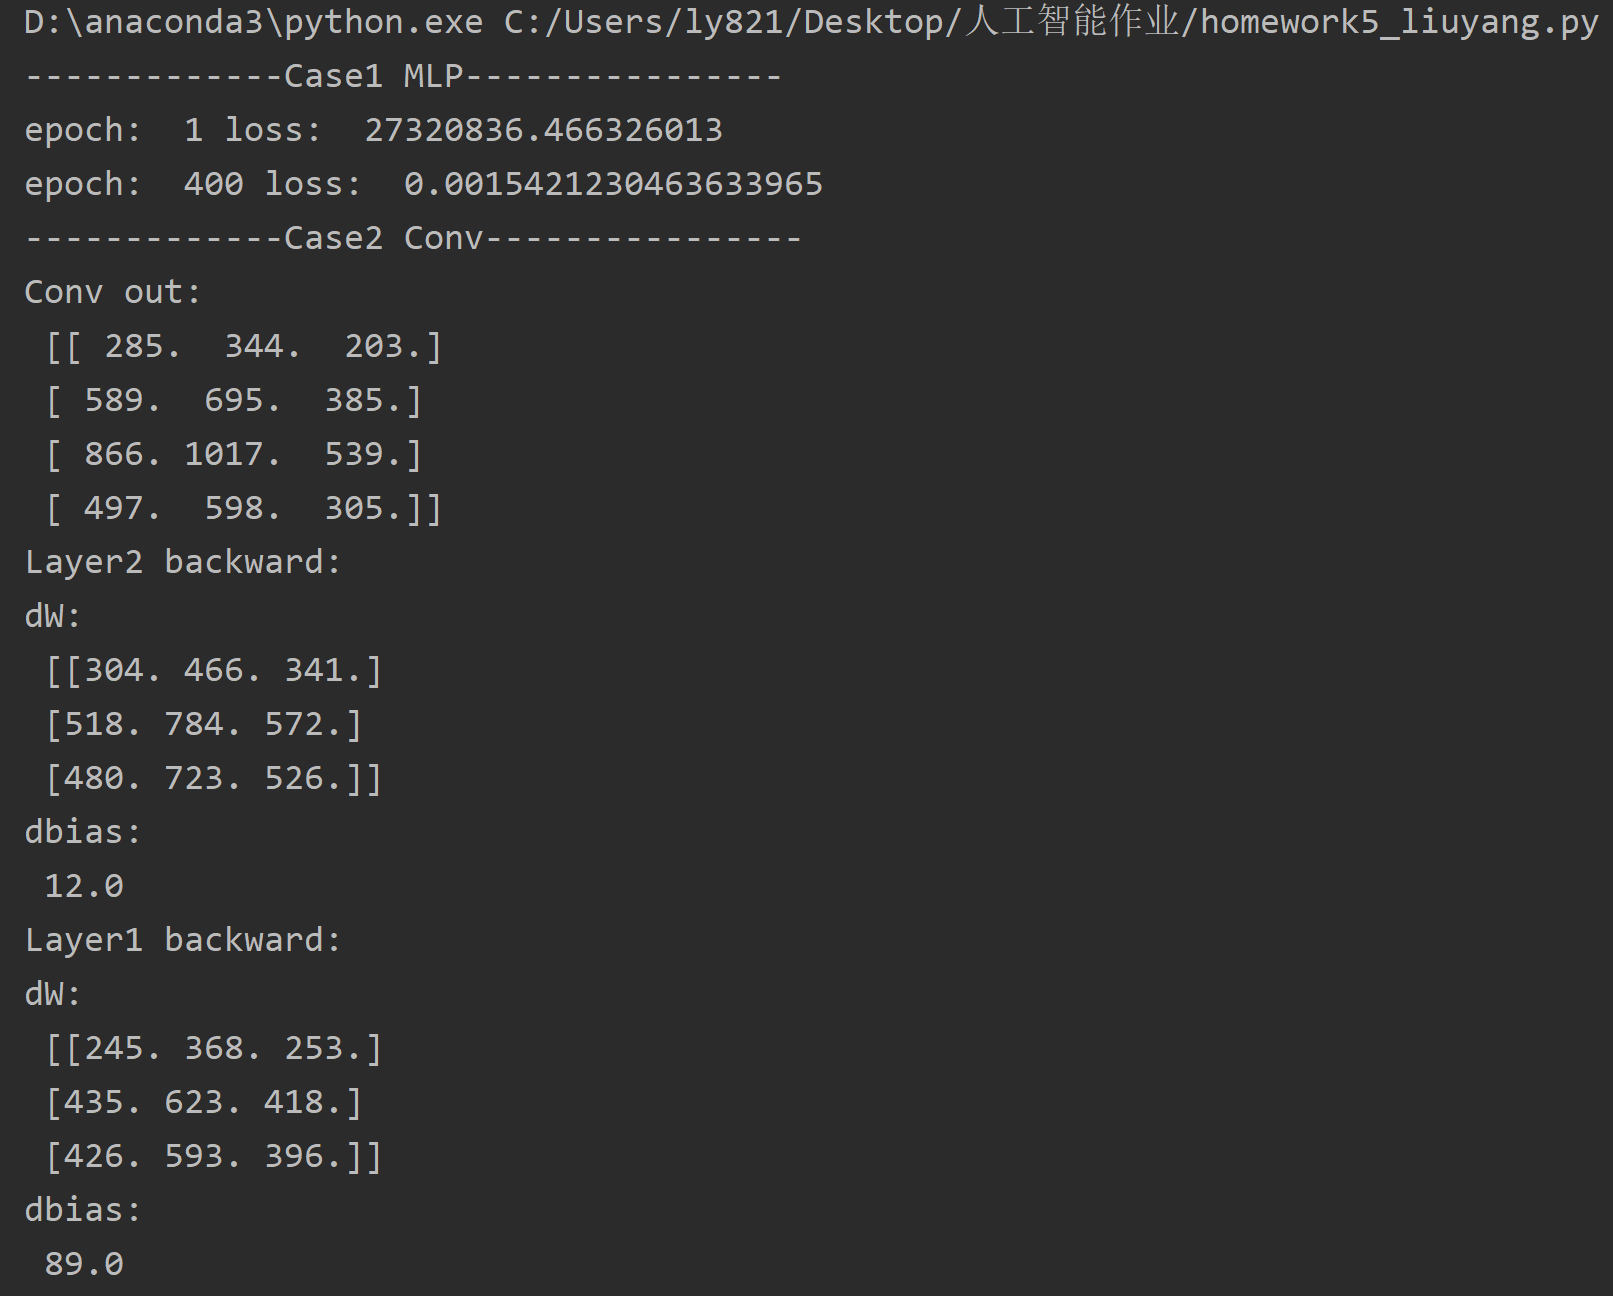 D:\anaconda3\python.exe C:/Users/ly821/Desktop/人工智能作业/homework5_liuyang.py
-------------Case1 MLP----------------
epoch:  1 loss:  27320836.466326013
epoch:  400 loss:  0.0015421230463633965
-------------Case2 Conv----------------
Conv out:
 [[ 285.  344.  203.]
 [ 589.  695.  385.]
 [ 866. 1017.  539.]
 [ 497.  598.  305.]]
Layer2 backward:
dW:
 [[304. 466. 341.]
 [518. 784. 572.]
 [480. 723. 526.]]
dbias:
 12.0
Layer1 backward:
dW:
 [[245. 368. 253.]
 [435. 623. 418.]
 [426. 593. 396.]]
dbias:
 89.0